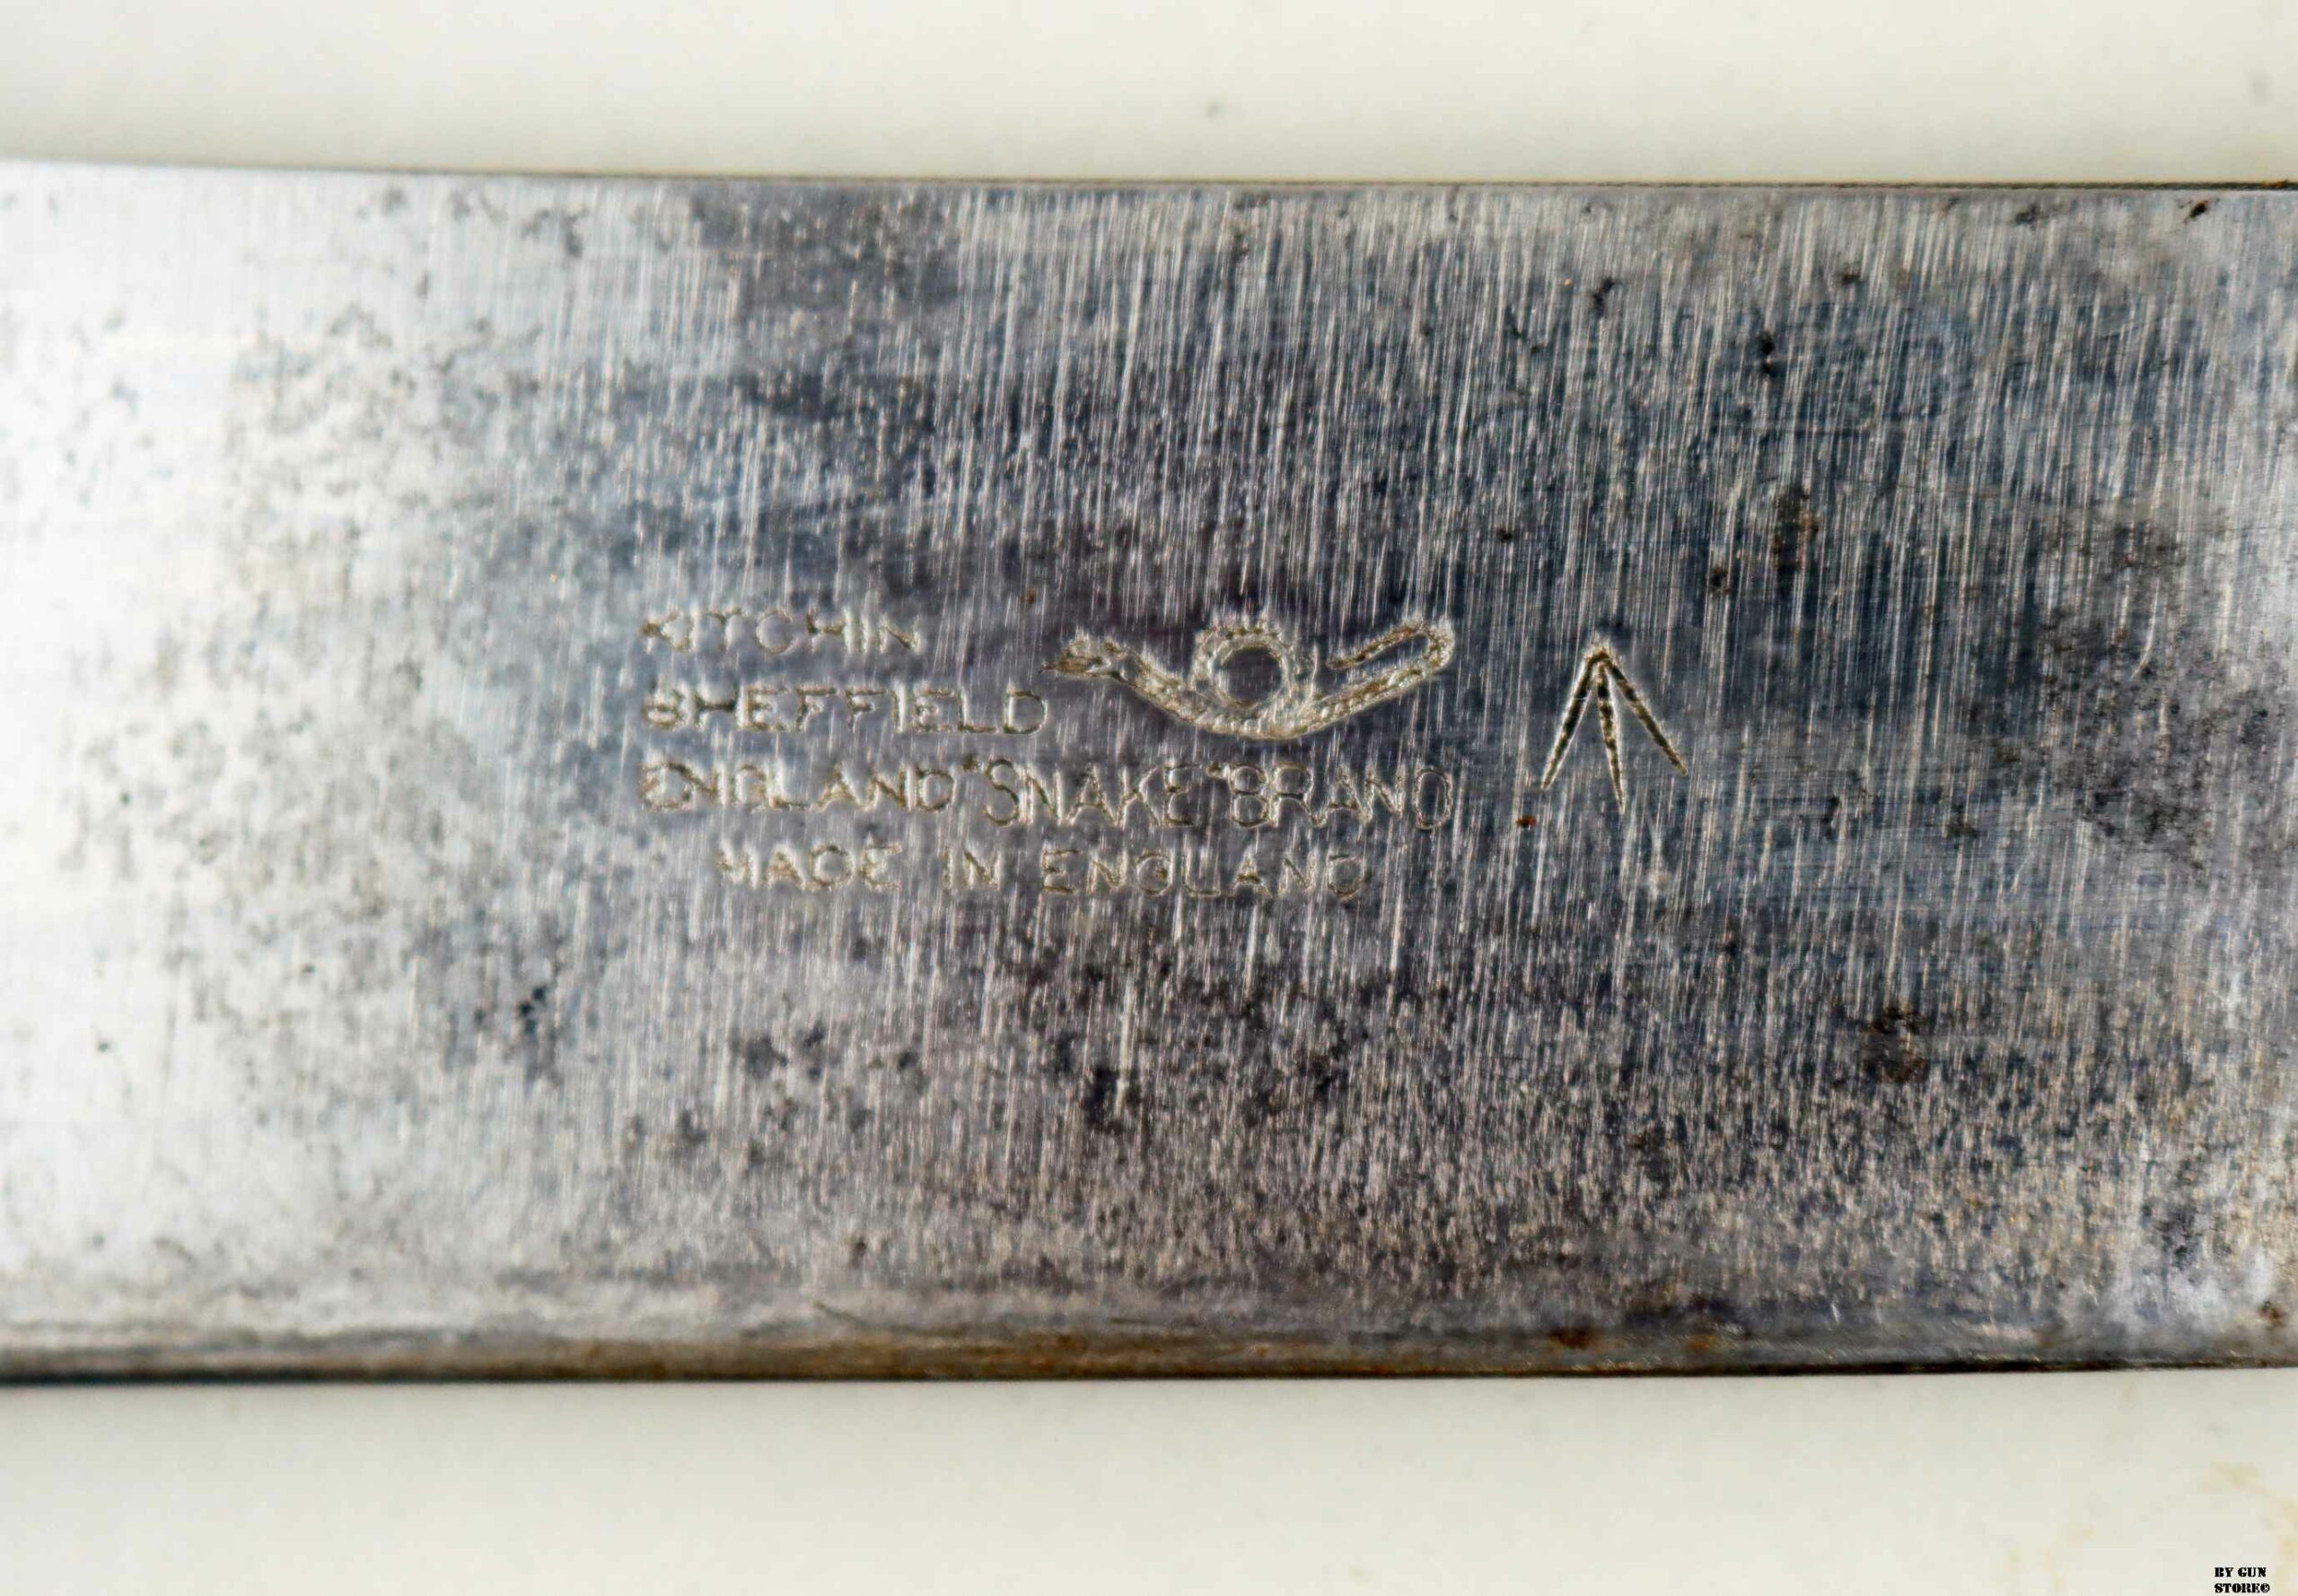 KITCHIN
SHEFFIELD
ENGLAND "SNAKE" BRAND
MADE IN ENGLAND
BY GUN
STORE©